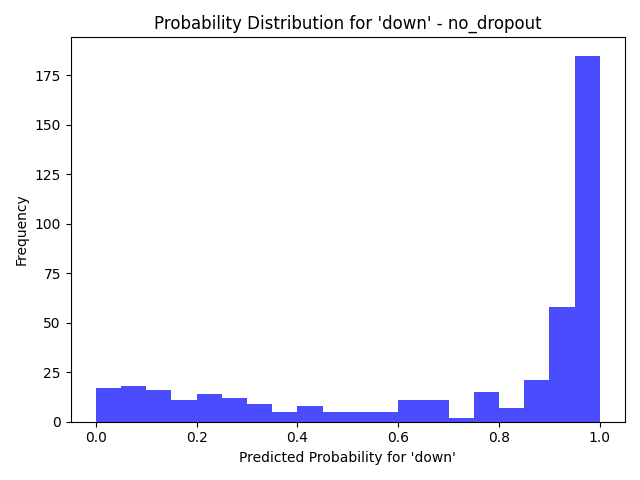 Probability Distribution for 'down' - no_dropout
175
150
125
100
75
50
25
0
Frequency
0.0 0.2 0.4 0.6 0.8 1.0
Predicted Probability for 'down'